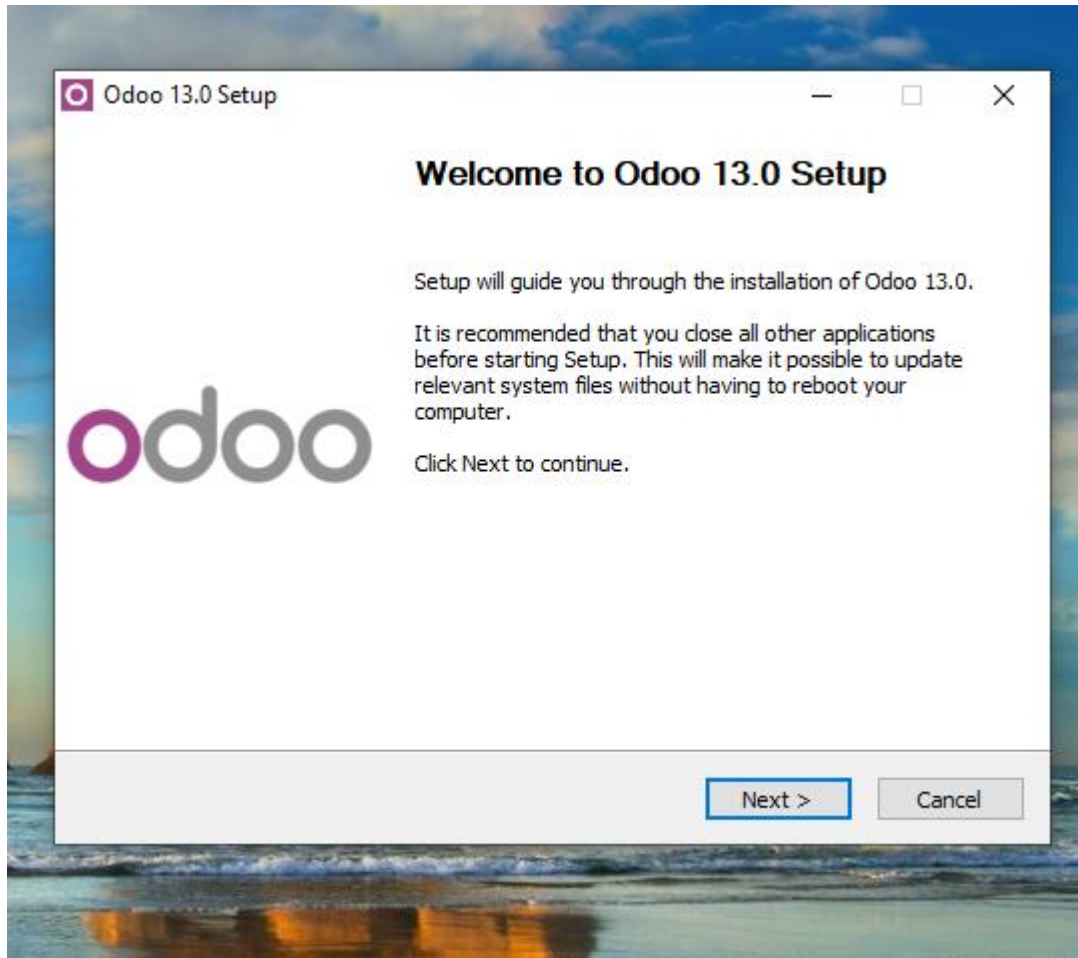 Odoo 13.0 Setup
Welcome to Odoo 13.0 Setup
Setup will guide you through the installation of Odoo 13.0.
It is recommended that you close all other applications
before starting Setup. This will make it possible to update
relevant system files without having to reboot your
computer.
odoo
Click Next to continue.
Next >
Cancel